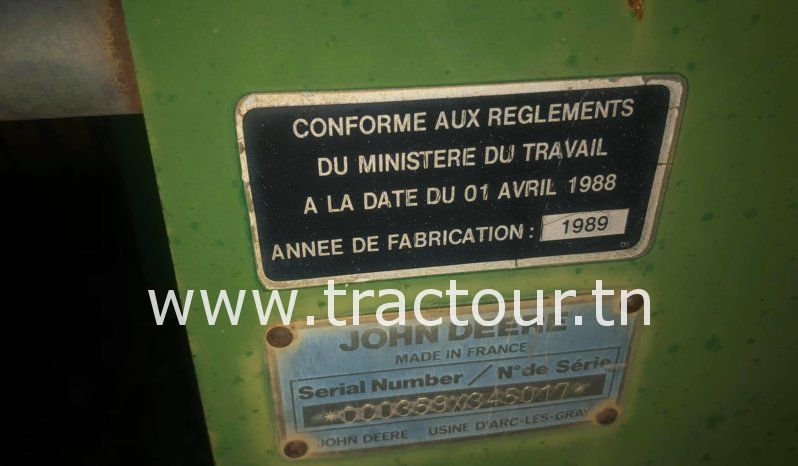 CONFORME AUX REGLEMENTS
DU MINISTERE DU TRAVAIL
A LA DATE DU 01 AVRIL 1988
ANNEE DE FABRICATION : 1989
www.tractour.tn
JOHN DEERE
MADE IN FRANCE
Serial Number / N°de Série
*CC0359X345017*
JOHN DEERE USINE D'ARC-LES-GRAY